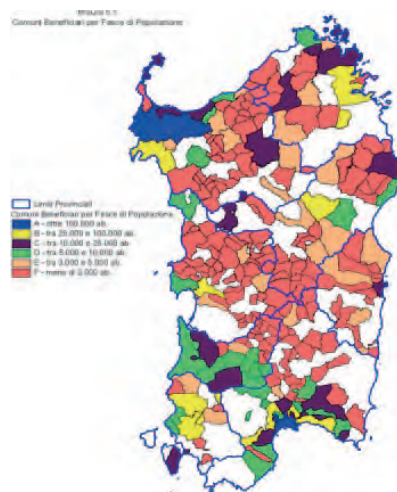 Comuni Beneficiari per Fasce di Popolazione
Limiti Provinciali
Comuni Beneficiari per Fasce di Popolazione
A - oltre 100.000 ab.
B - tra 25.000 e 100.000 ab.
C - tra 10.000 e 25.000 ab.
D - tra 5.000 e 10.000 ab.
E - tra 3.000 e 5.000 ab.
F - meno di 3.000 ab.